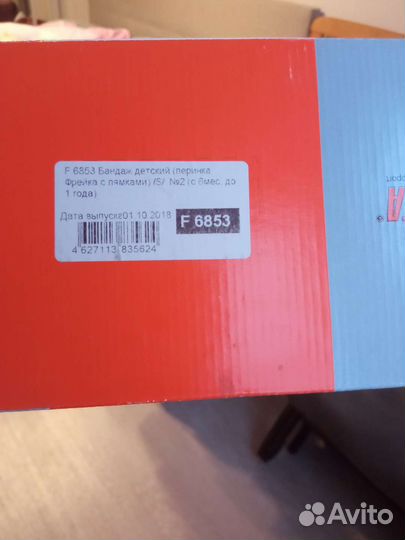 F 6853 Бандаж детский (перинка
Фрейка с лямками) /S/ №2 (с 6мес. до
1 года)
Дата выпуска01.10.2018
F 6853
4 627113 835624
Avito